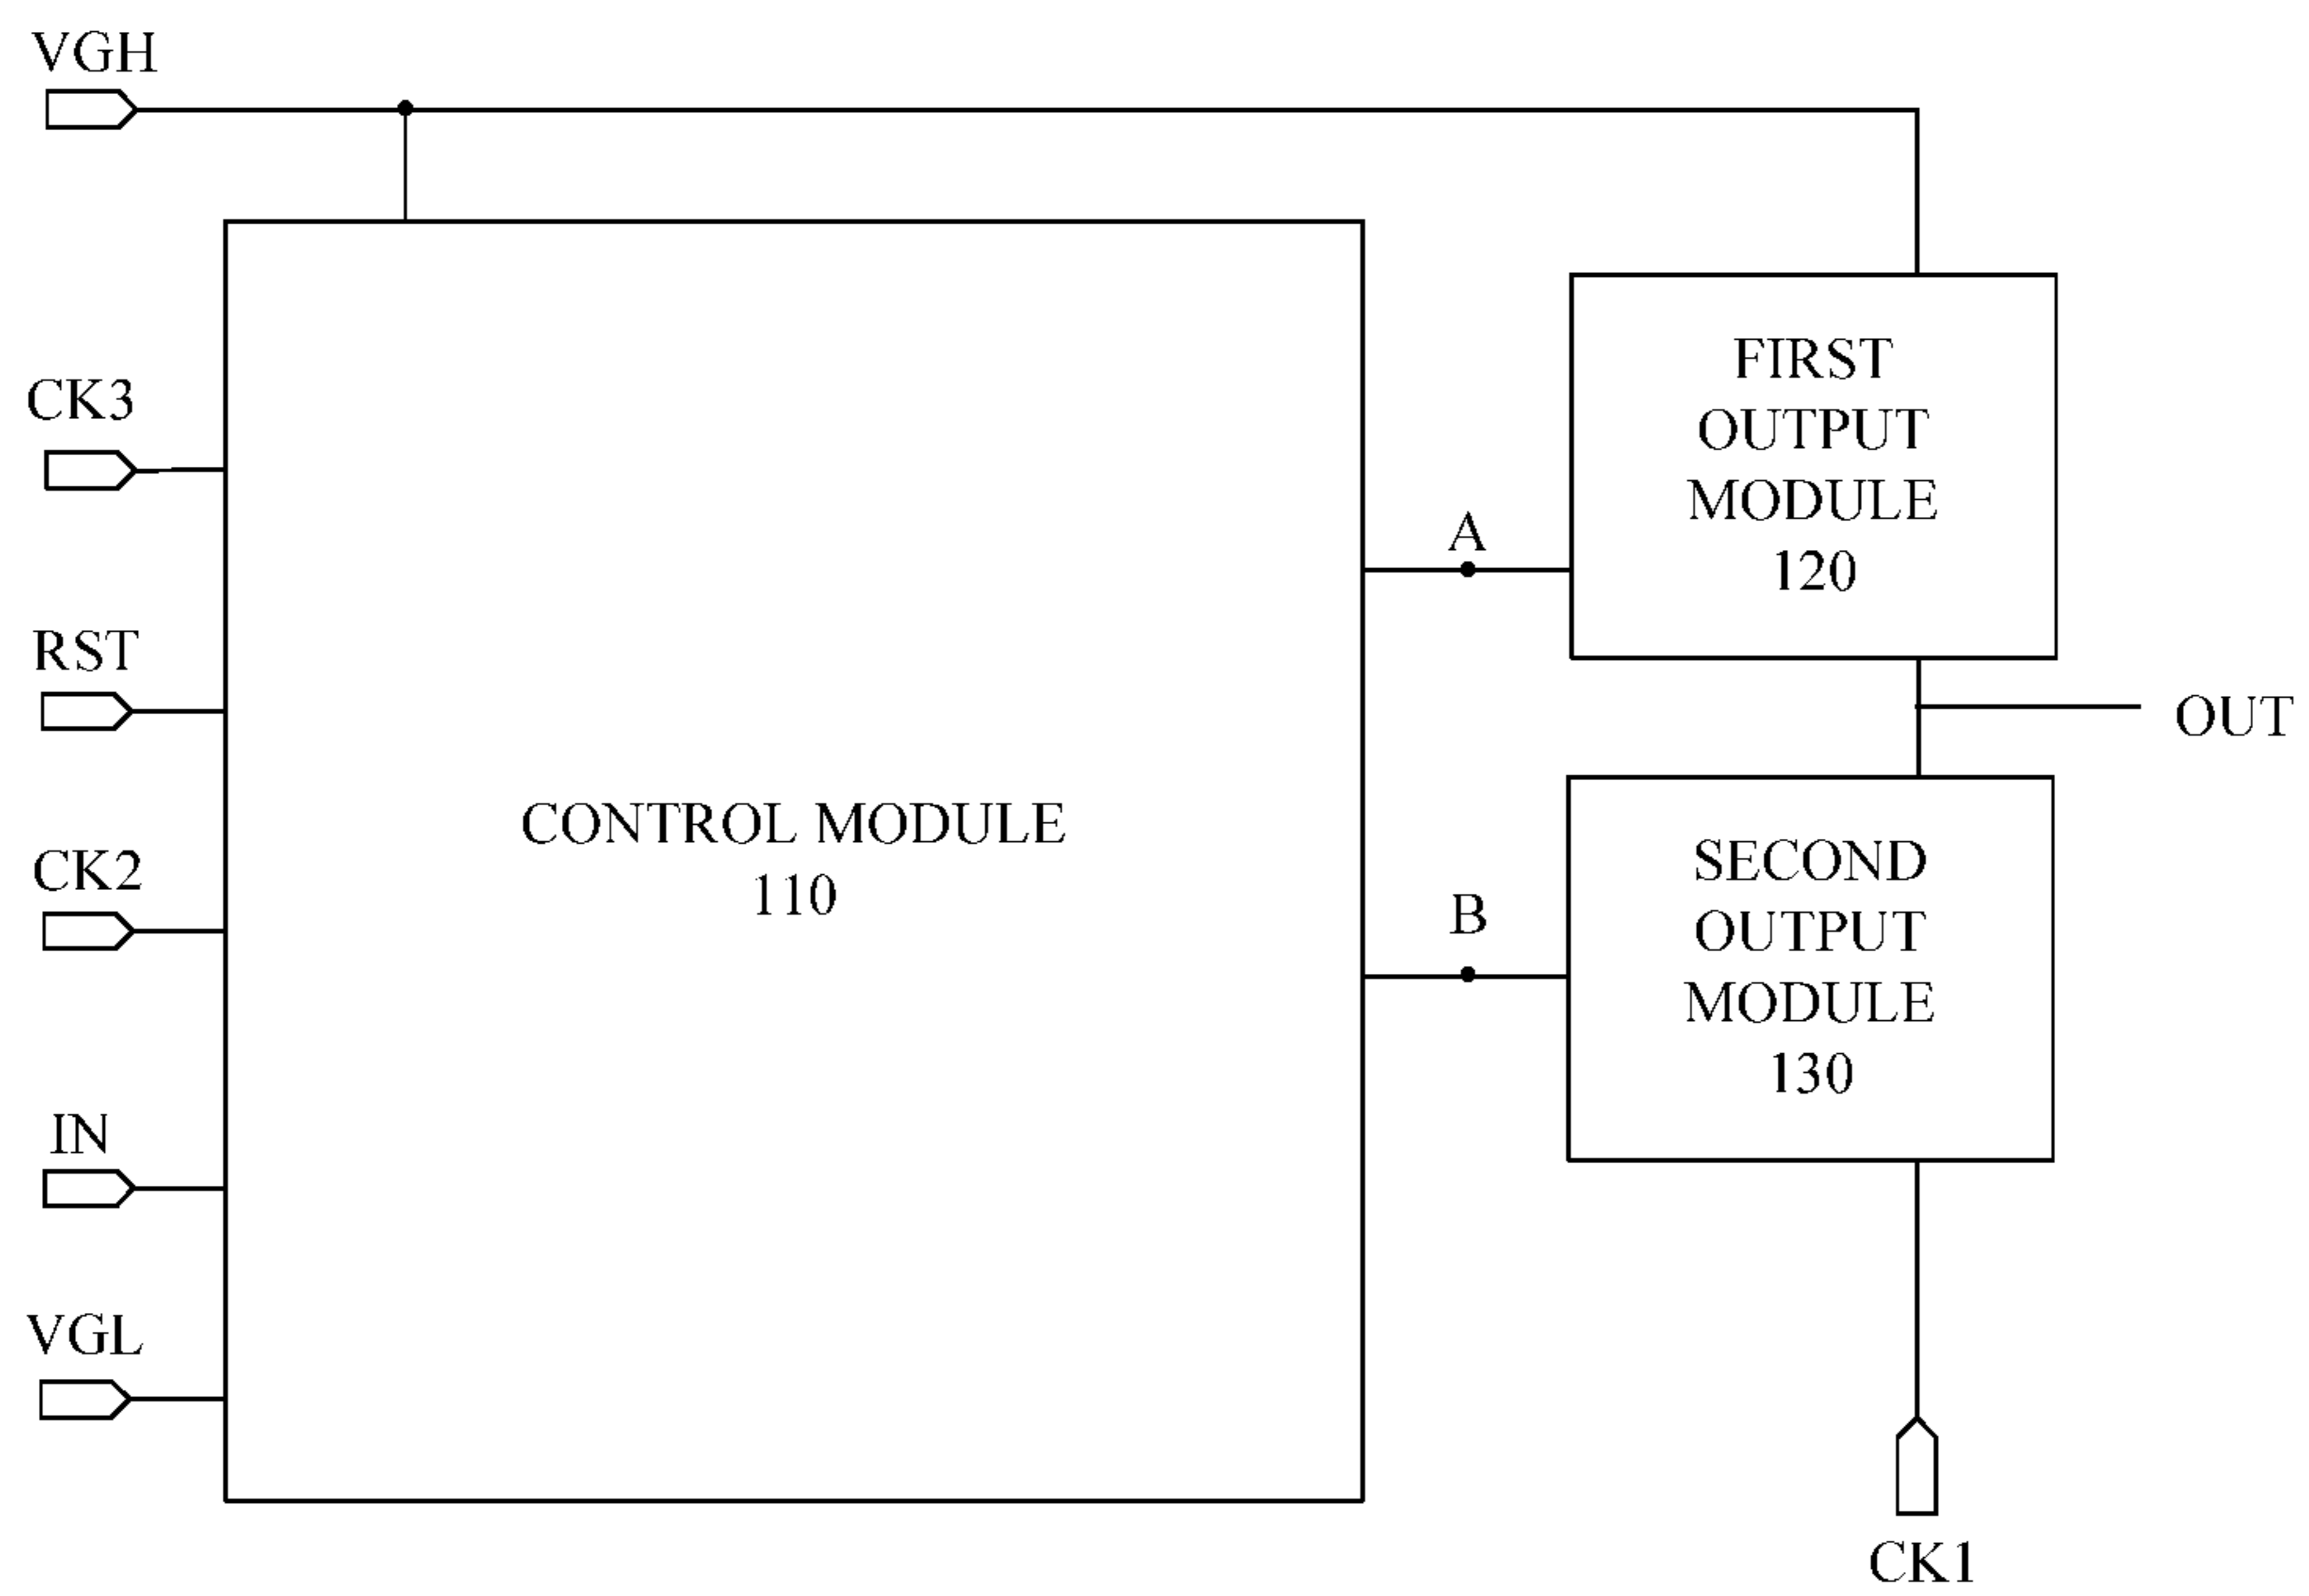 VGH
CK3
RST
CK2
IN
VGL
CONTROL MODULE
110
A
B
FIRST
OUTPUT
MODULE
120
OUT
SECOND
OUTPUT
MODULE
130
CK1